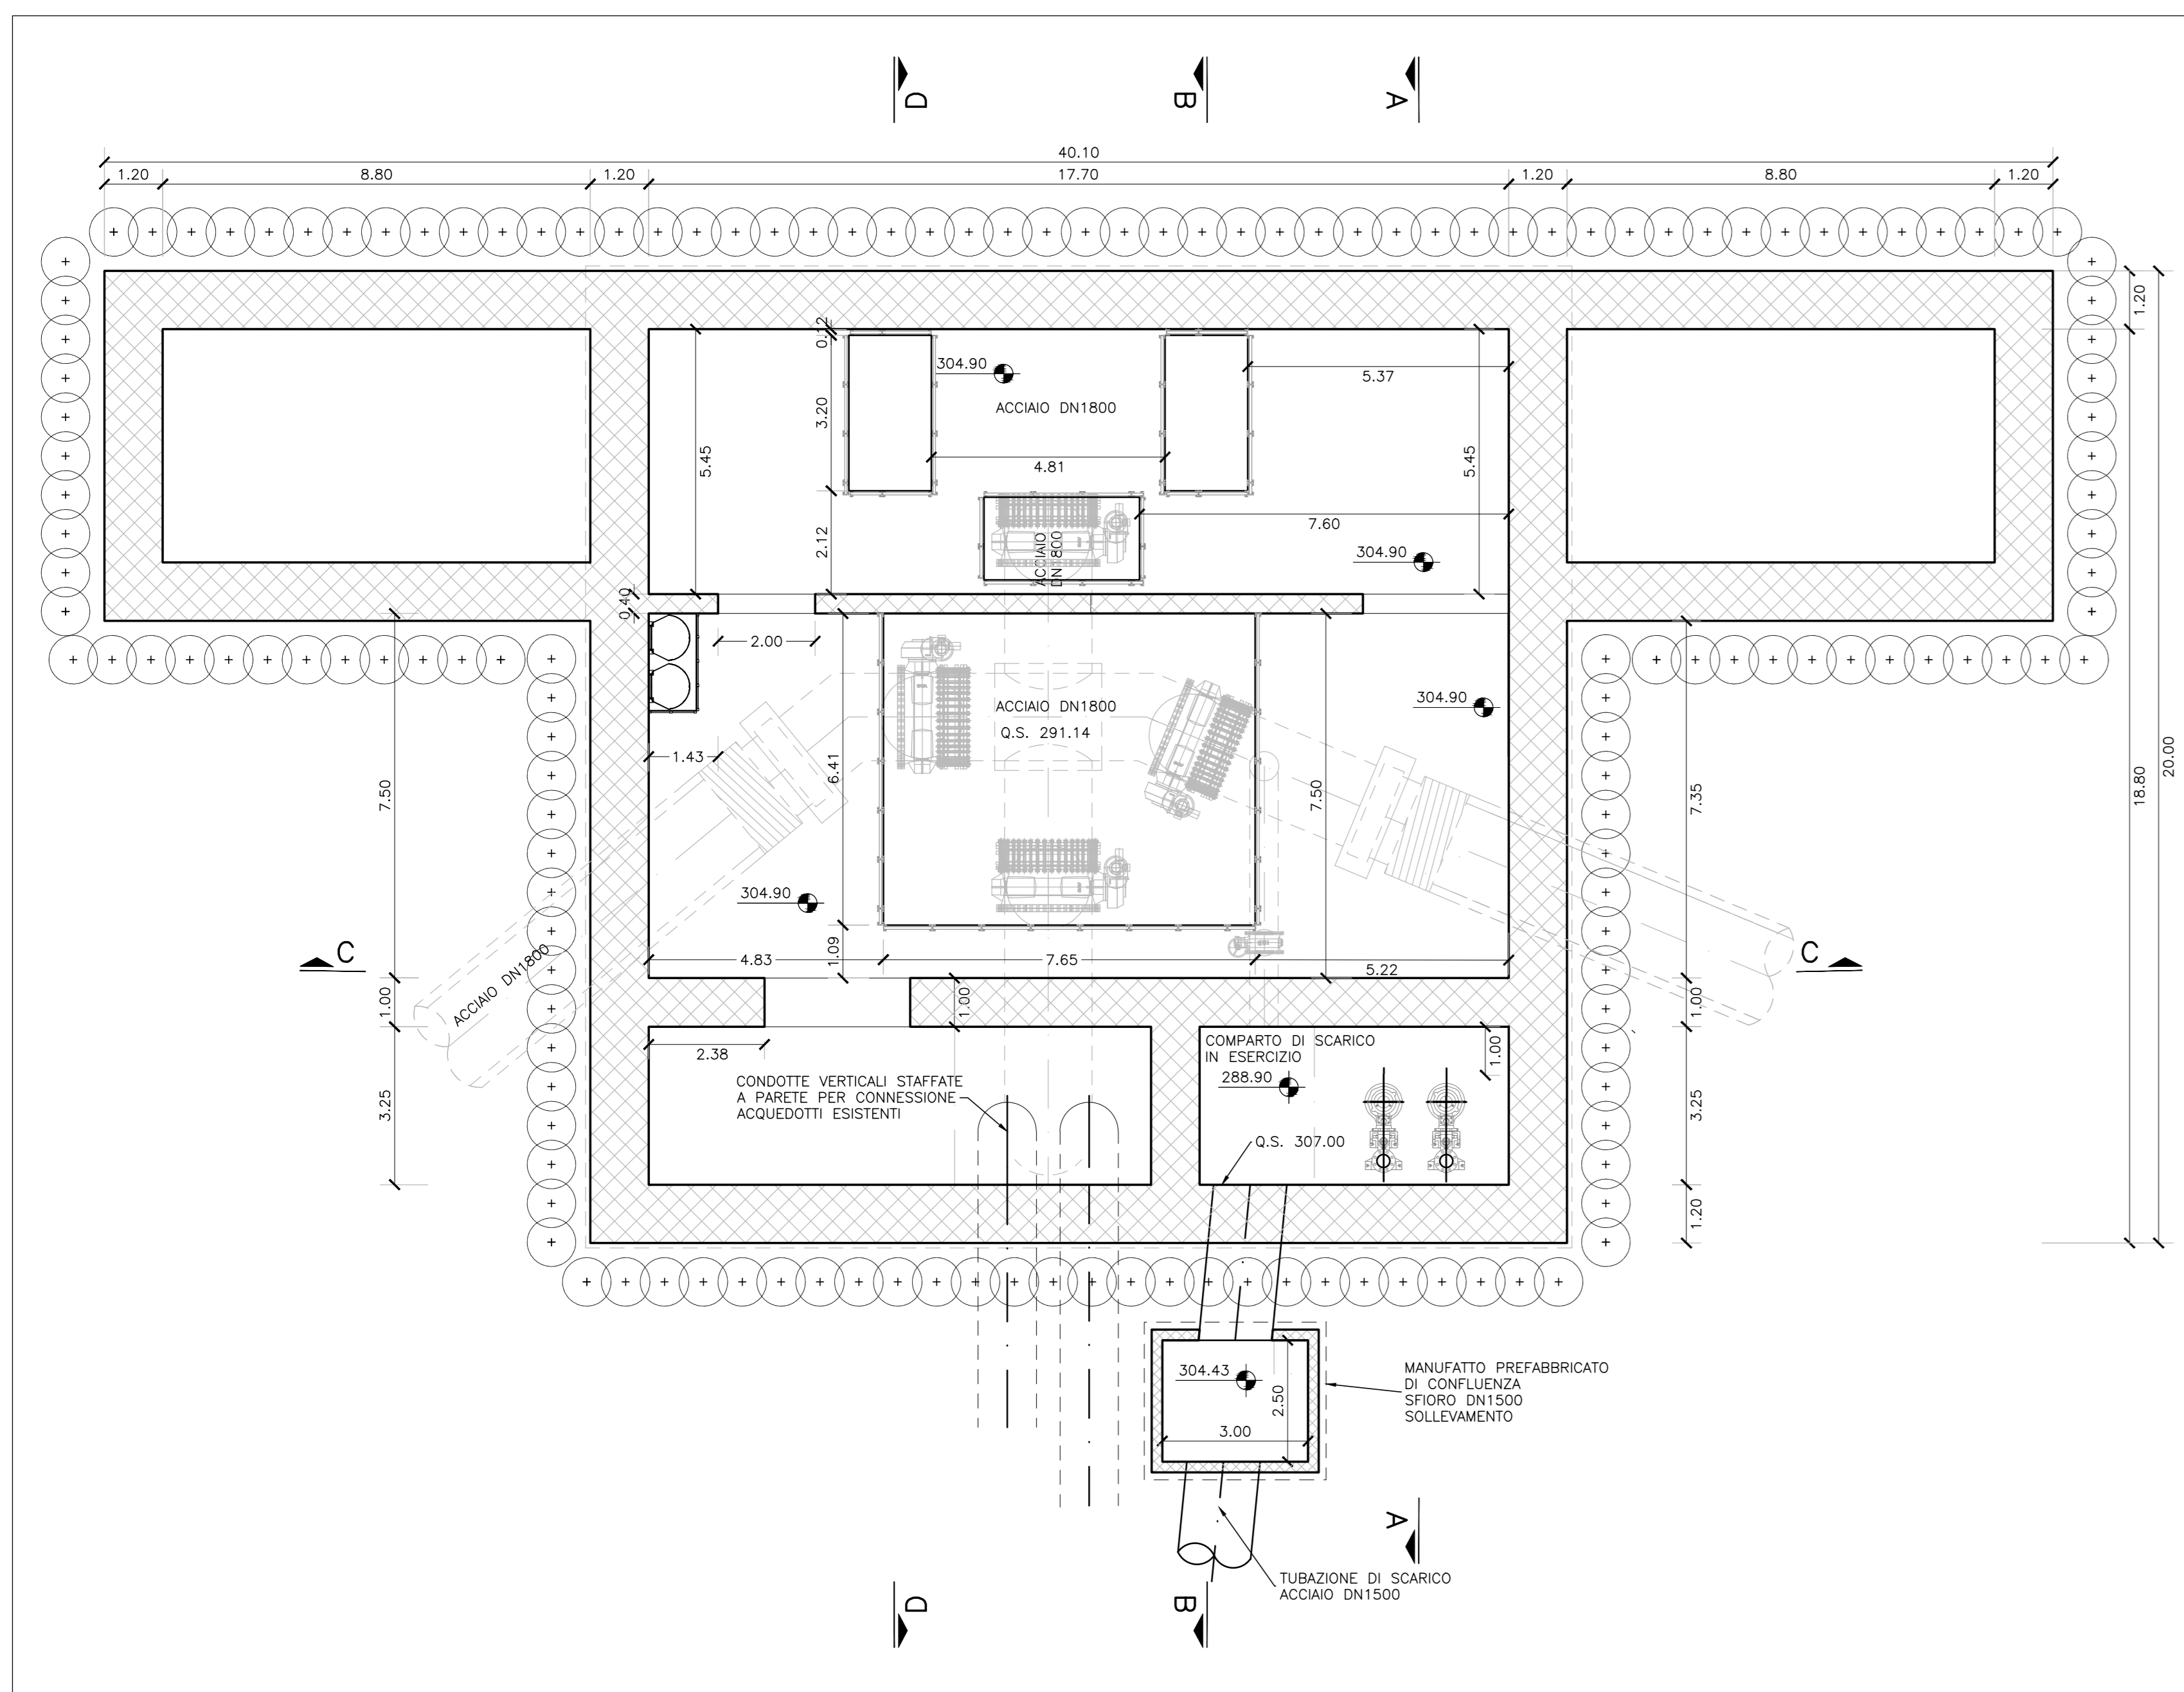 D
B
A
40.10
1.20
8.80
1.20
17.70
1.20
8.80
1.20
0.12
304.90
5.37
1.20
ACCIAIO DN1800
3.20
5.45
4.81
5.45
7.60
2.12
ACCIAIO
DN1800
304.90
0.40
2.00
304.90
ACCIAIO DN1800
Q.S. 291.14
1.43
6.41
7.50
7.50
7.35
18.80
20.00
304.90
C
C
ACCIAIO DN1800
4.83
1.09
7.65
5.22
1.00
1.00
1.00
2.38
COMPARTO DI SCARICO
IN ESERCIZIO
1.00
288.90
CONDOTTE VERTICALI STAFFATE
A PARETE PER CONNESSIONE
ACQUEDOTTI ESISTENTI
3.25
3.25
Q.S. 307.00
1.20
304.43
2.50
3.00
MANUFATTO PREFABBRICATO
DI CONFLUENZA
SFIORO DN1500
SOLLEVAMENTO
A
TUBAZIONE DI SCARICO
ACCIAIO DN1500
D
B